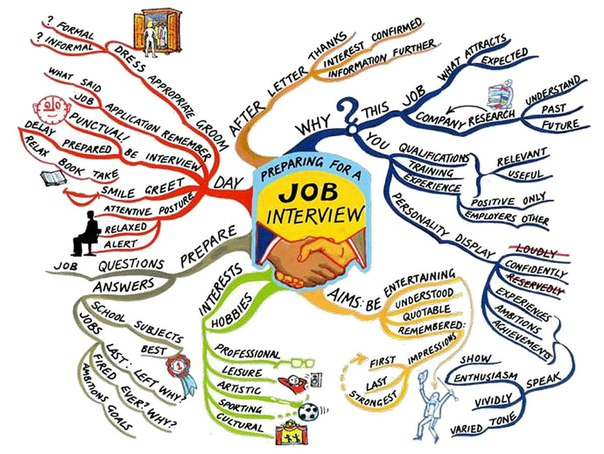 PREPARING FOR A
JOB
INTERVIEW
AFTER
LETTER
THANKS
INTEREST CONFIRMED
INFORMATION FURTHER
WHY
?
THIS
JOB
WHAT ATTRACTS
EXPECTED
COMPANY RESEARCH
UNDERSTAND
PAST
FUTURE
YOU
QUALIFICATIONS
TRAINING
EXPERIENCE
RELEVANT
USEFUL
POSITIVE ONLY
EMPLOYERS OTHER
PERSONALITY DISPLAY
LOUDLY
CONFIDENTLY
RESERVEDLY
EXPERIENCES
AMBITIONS
ACHIEVEMENTS
SPEAK
SHOW
ENTHUSIASM
VIVIDLY
VARIED TONE
AIMS: BE
ENTERTAINING
UNDERSTOOD
QUOTABLE
REMEMBERED:
IMPRESSIONS
FIRST
LAST
STRONGEST
INTERESTS
HOBBIES
PROFESSIONAL
LEISURE
ARTISTIC
SPORTING
CULTURAL
PREPARE
QUESTIONS
JOB
ANSWERS
SCHOOL SUBJECTS
BEST
JOBS
LAST: LEFT WHY?
FIRED EVER? WHY?
AMBITIONS GOALS
DAY
DRESS APPROPRIATE GROOM
? FORMAL
? INFORMAL
APPLICATION REMEMBER
WHAT SAID
JOB
BE INTERVIEW
PUNCTUAL!
PREPARED
DELAY
RELAX BOOK TAKE
SMILE GREET
ATTENTIVE POSTURE
RELAXED
ALERT